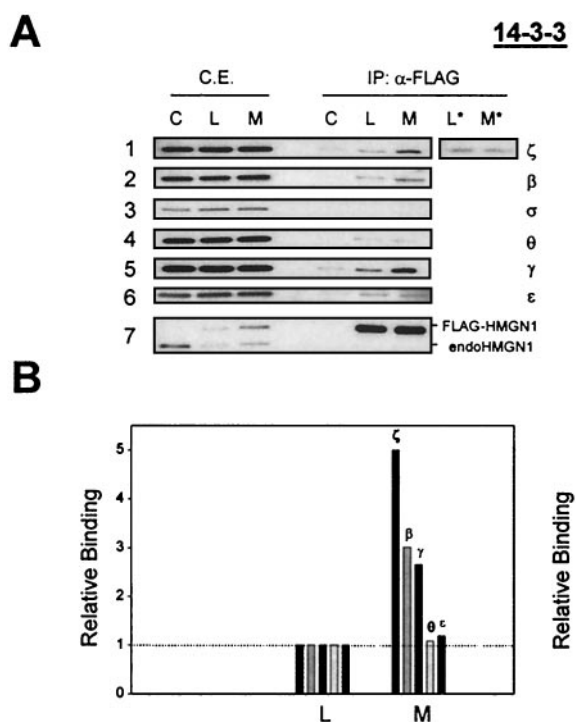 A
14-3-3
C.E. IP: α-FLAG
C L M C L M L* M*
1 ζ
2 β
3 σ
4 θ
5 γ
6 ε
7 FLAG-HMGN1
endoHMGN1
B
Relative Binding
5
4
3
2
1
0
ζ
β
γ
θ ε
L M
Relative Binding